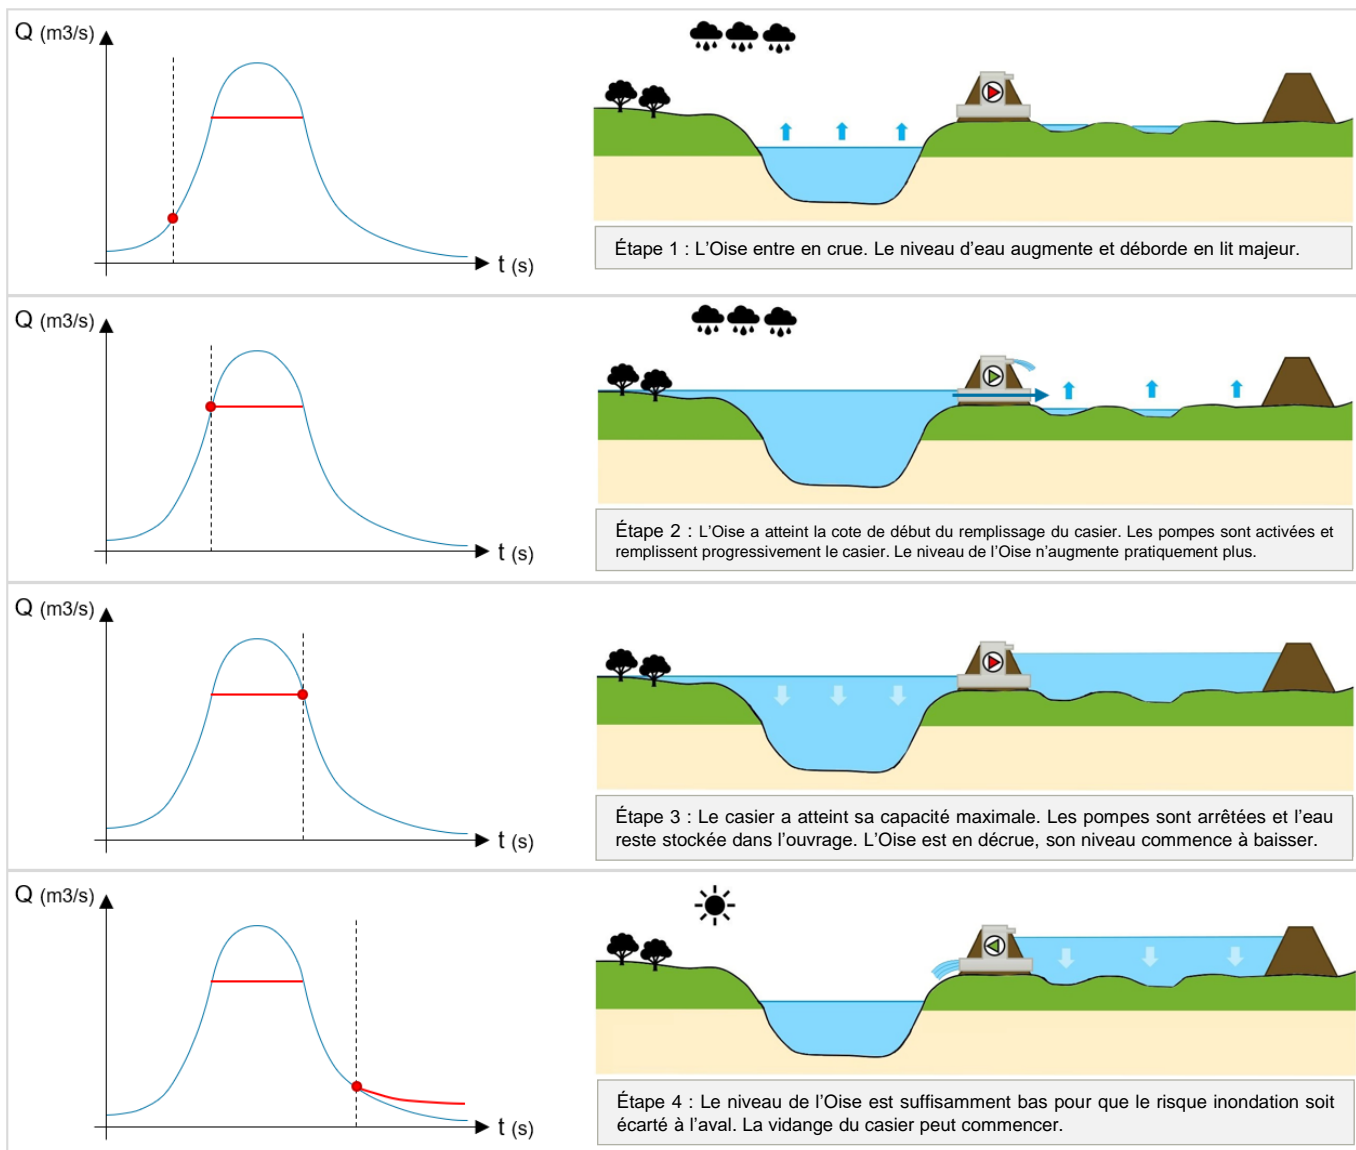 Q (m3/s)
t (s)
Étape 1 : L’Oise entre en crue. Le niveau d’eau augmente et déborde en lit majeur.
Q (m3/s)
t (s)
Étape 2 : L’Oise a atteint la cote de début du remplissage du casier. Les pompes sont activées et
remplissent progressivement le casier. Le niveau de l’Oise n’augmente pratiquement plus.
Q (m3/s)
t (s)
Étape 3 : Le casier a atteint sa capacité maximale. Les pompes sont arrêtées et l’eau
reste stockée dans l’ouvrage. L’Oise est en décrue, son niveau commence à baisser.
Q (m3/s)
t (s)
Étape 4 : Le niveau de l’Oise est suffisamment bas pour que le risque inondation soit
écarté à l’aval. La vidange du casier peut commencer.